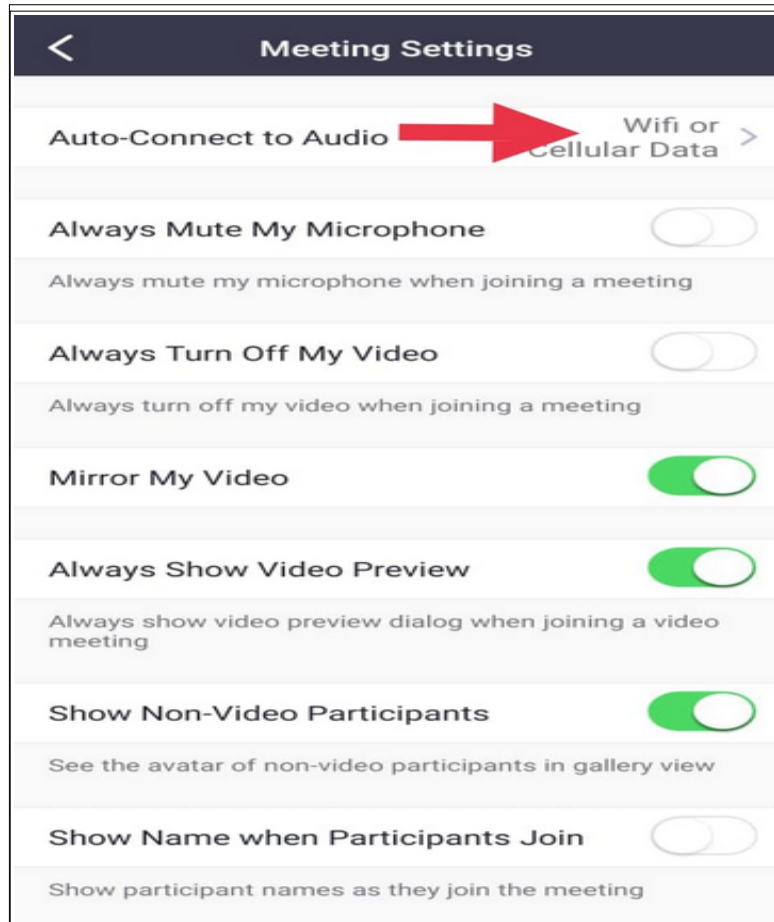 Meeting Settings
Auto-Connect to Audio
Wifi or
Cellular Data
Always Mute My Microphone
Always mute my microphone when joining a meeting
Always Turn Off My Video
Always turn off my video when joining a meeting
Mirror My Video
Always Show Video Preview
Always show video preview dialog when joining a video
meeting
Show Non-Video Participants
See the avatar of non-video participants in gallery view
Show Name when Participants Join
Show participant names as they join the meeting